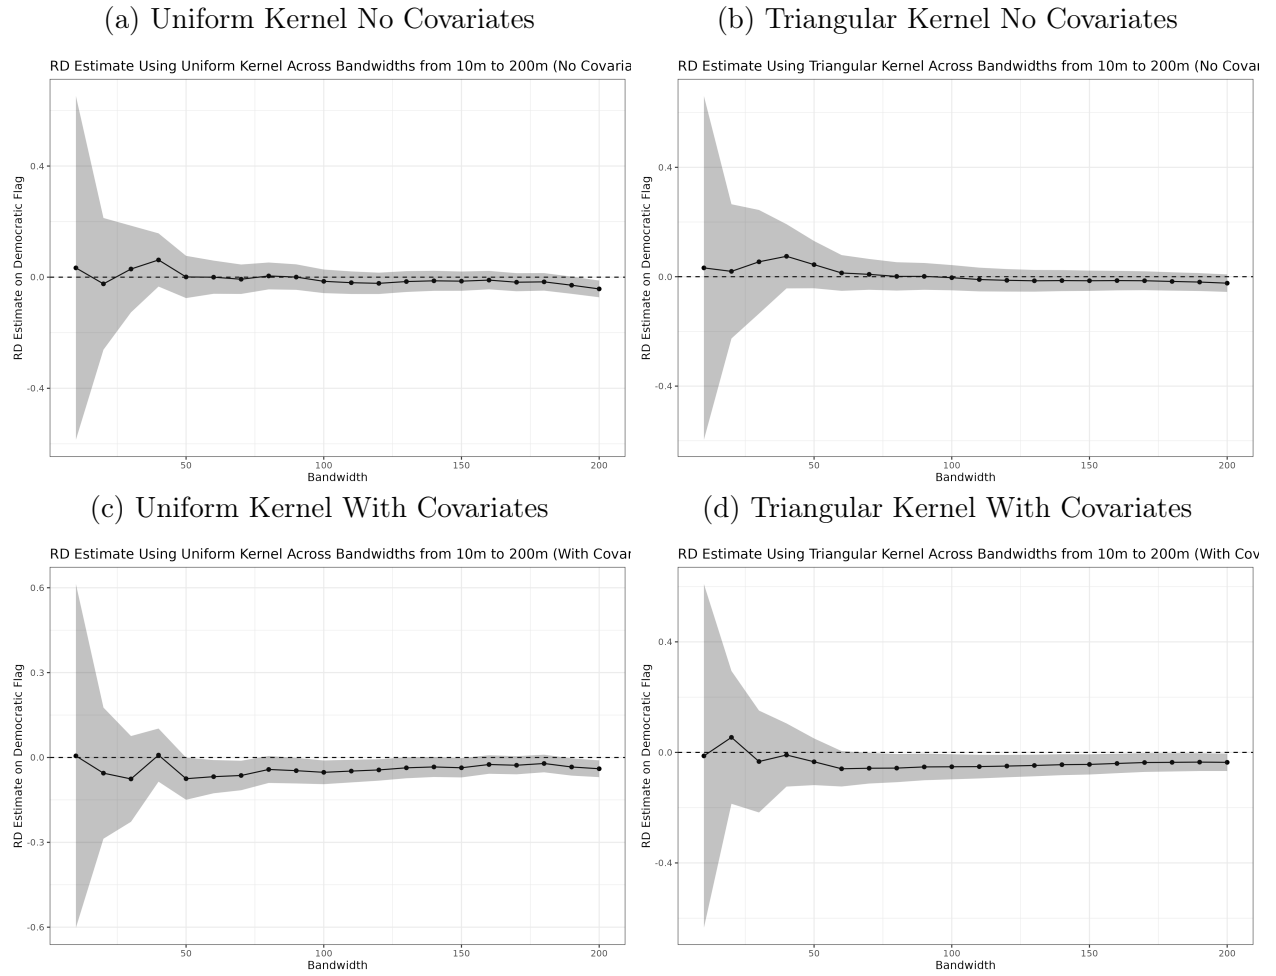 (a) Uniform Kernel No Covariates
RD Estimate Using Uniform Kernel Across Bandwidths from 10m to 200m (No Covaria
RD Estimate on Democratic Flag
0.4
0.0
-0.4
50
100
150
200
Bandwidth
(b) Triangular Kernel No Covariates
RD Estimate Using Triangular Kernel Across Bandwidths from 10m to 200m (No Covar
RD Estimate on Democratic Flag
0.4
0.0
-0.4
50
100
150
200
Bandwidth
(c) Uniform Kernel With Covariates
RD Estimate Using Uniform Kernel Across Bandwidths from 10m to 200m (With Covar
RD Estimate on Democratic Flag
0.6
0.3
0.0
-0.3
-0.6
50
100
150
200
Bandwidth
(d) Triangular Kernel With Covariates
RD Estimate Using Triangular Kernel Across Bandwidths from 10m to 200m (With Cov
RD Estimate on Democratic Flag
0.4
0.0
-0.4
50
100
150
200
Bandwidth